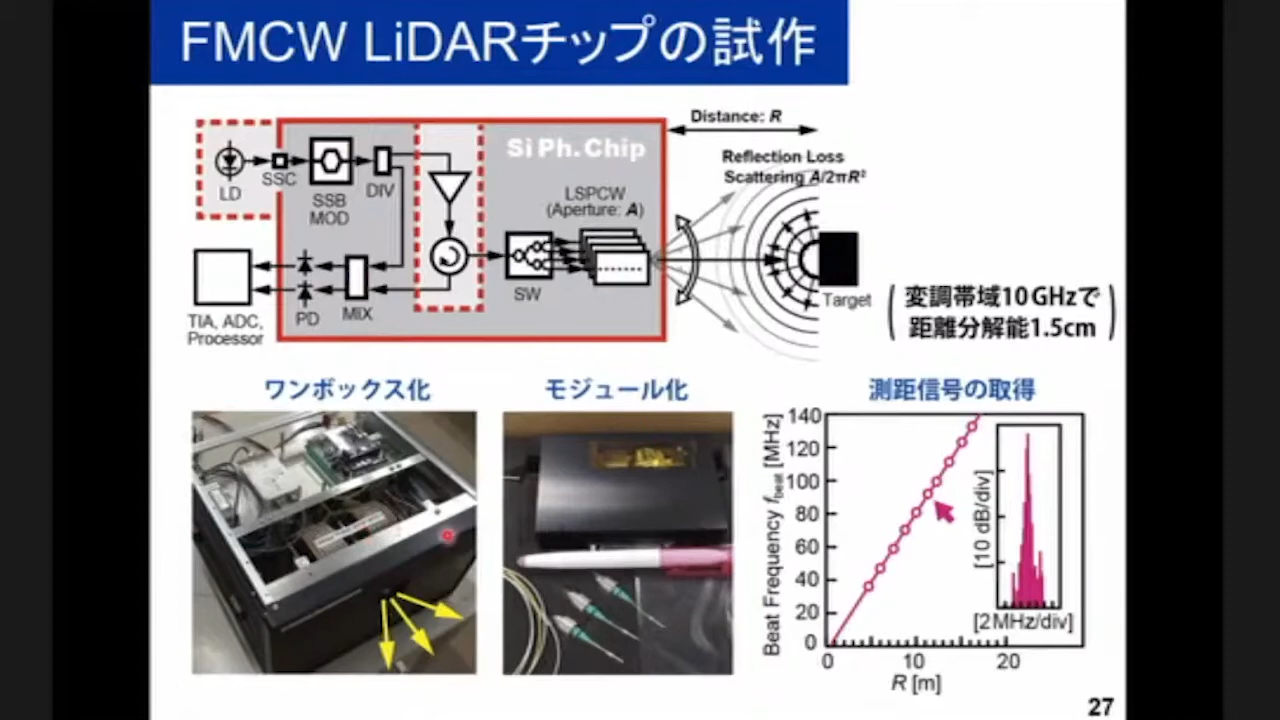 FMCW LiDARチップの試作
Distance: R
Si Ph. Chip
Reflection Loss
Scattering A/2πR²
LD
SSC
SSB
MOD
DIV
LSPCW
(Aperture: A)
SW
Target
TIA, ADC,
Processor
PD
MIX
(変調帯域10GHzで
距離分解能1.5cm)
ワンボックス化
モジュール化
測距信号の取得
Beat Frequency fbeat [MHz]
140
120
100
80
60
40
20
0
0
10
20
R [m]
[10 dB/div]
[2MHz/div]
27